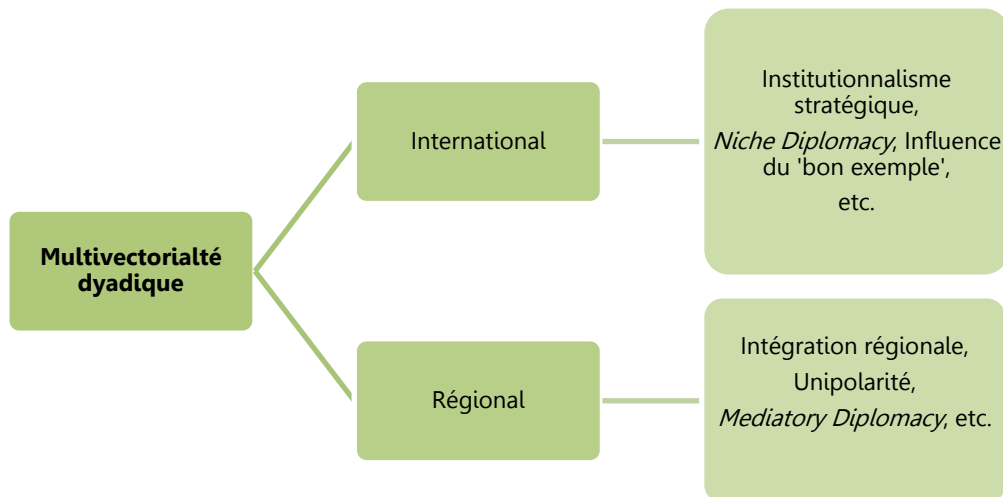 Multivectorialté
dyadique
International
Institutionnalisme
stratégique,
Niche Diplomacy, Influence
du 'bon exemple',
etc.
Régional
Intégration régionale,
Unipolarité,
Mediatory Diplomacy, etc.